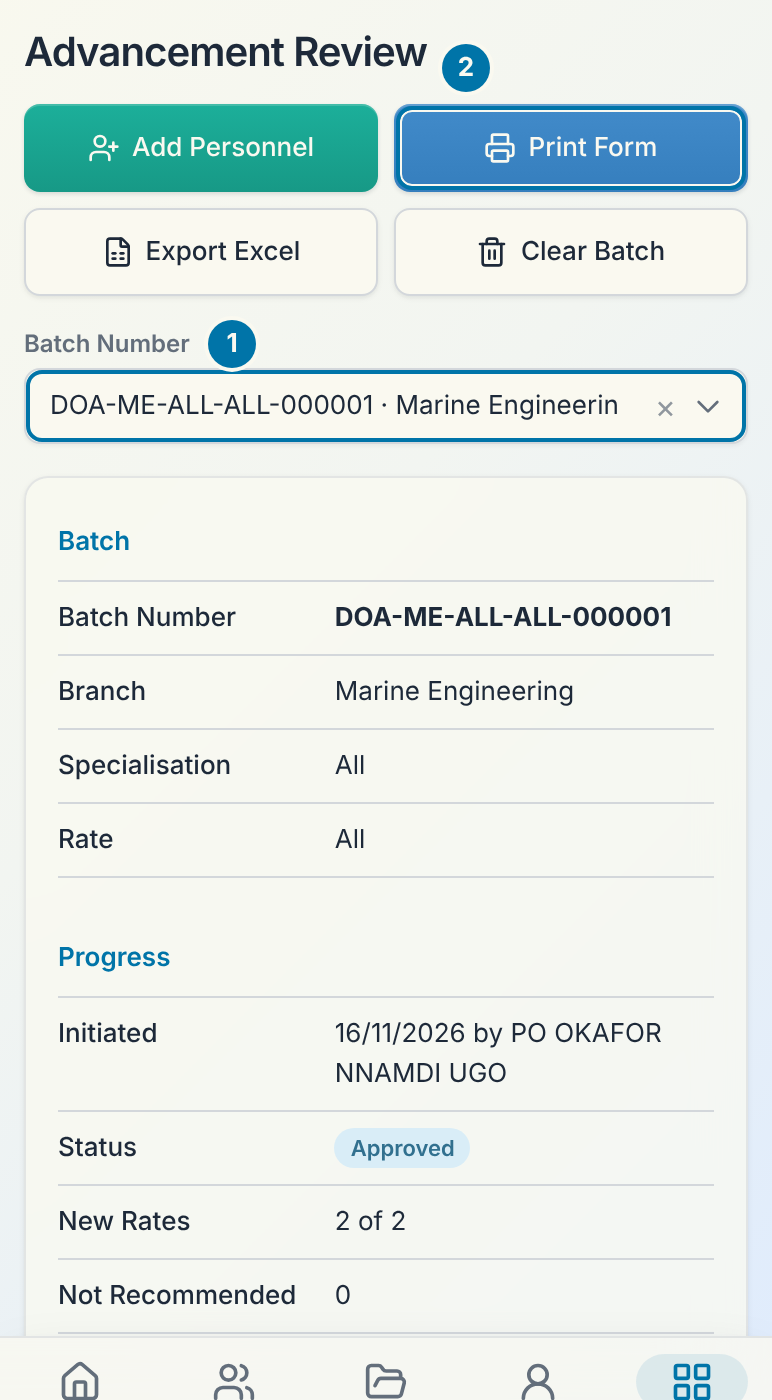 Advancement Review
2
Add Personnel
Print Form
Export Excel
Clear Batch
Batch Number
1
DOA-ME-ALL-ALL-000001 · Marine Engineerin
Batch
Batch Number DOA-ME-ALL-ALL-000001
Branch Marine Engineering
Specialisation All
Rate All
Progress
Initiated 16/11/2026 by PO OKAFOR
NNAMDI UGO
Status Approved
New Rates 2 of 2
Not Recommended 0